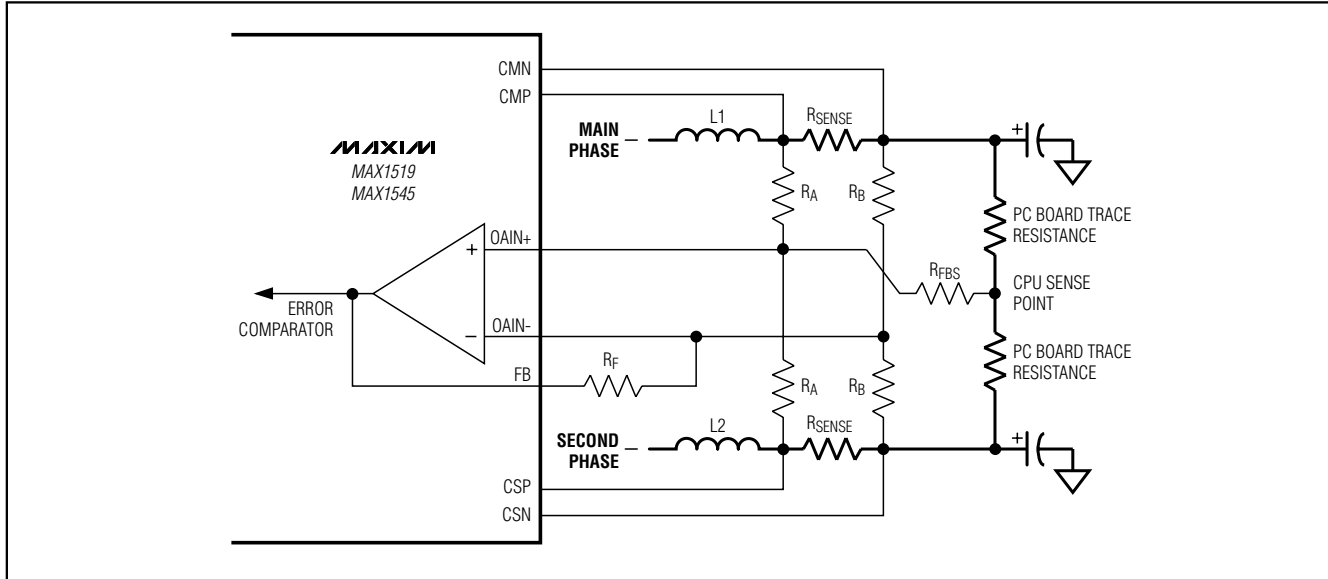 CMN
CMP
MAIN
PHASE
L1
RSENSE
MAXIM
MAX1519
MAX1545
RA
RB
PC BOARD TRACE
RESISTANCE
+
OAIN+
+
RFBS
CPU SENSE
POINT
ERROR
COMPARATOR
−
OAIN-
FB
RF
RA
RB
PC BOARD TRACE
RESISTANCE
SECOND
PHASE
L2
RSENSE
+
CSP
CSN